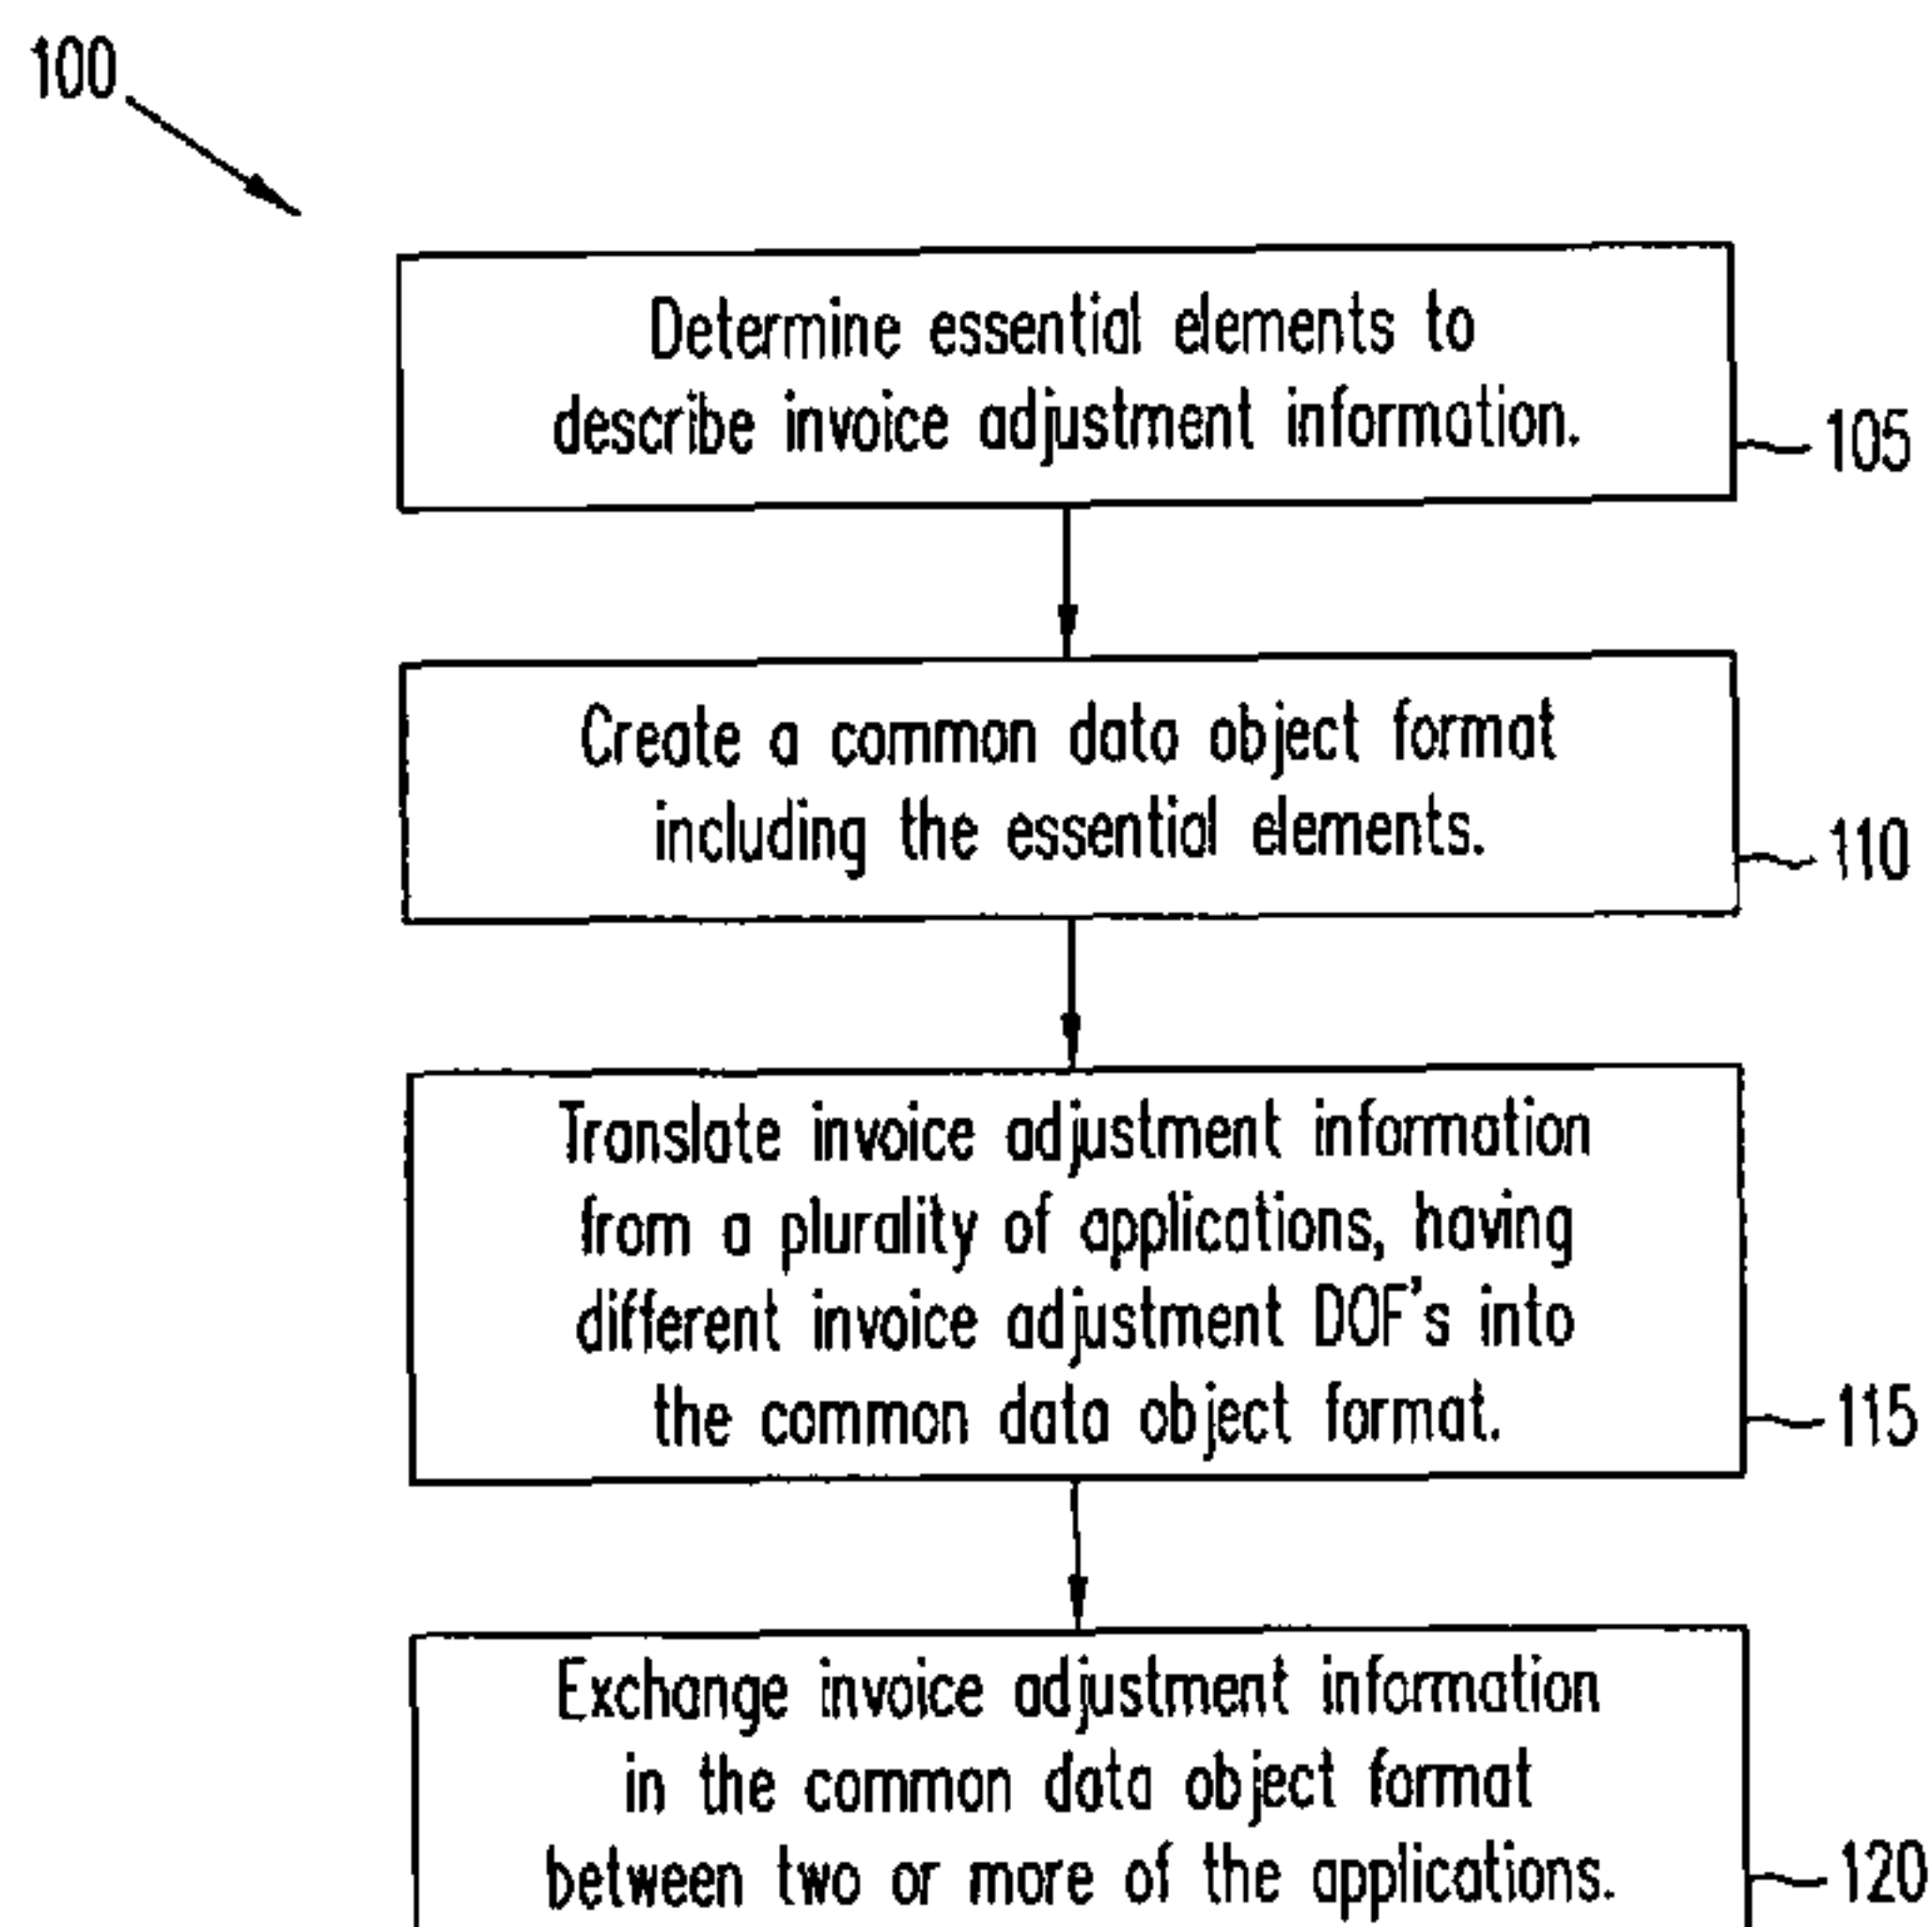 100
Determine essential elements to
describe invoice adjustment information.
105
Create a common data object format
including the essential elements.
110
Translate invoice adjustment information
from a plurality of applications, having
different invoice adjustment DOF's into
the common data object format.
115
Exchange invoice adjustment information
in the common data object format
between two or more of the applications.
120